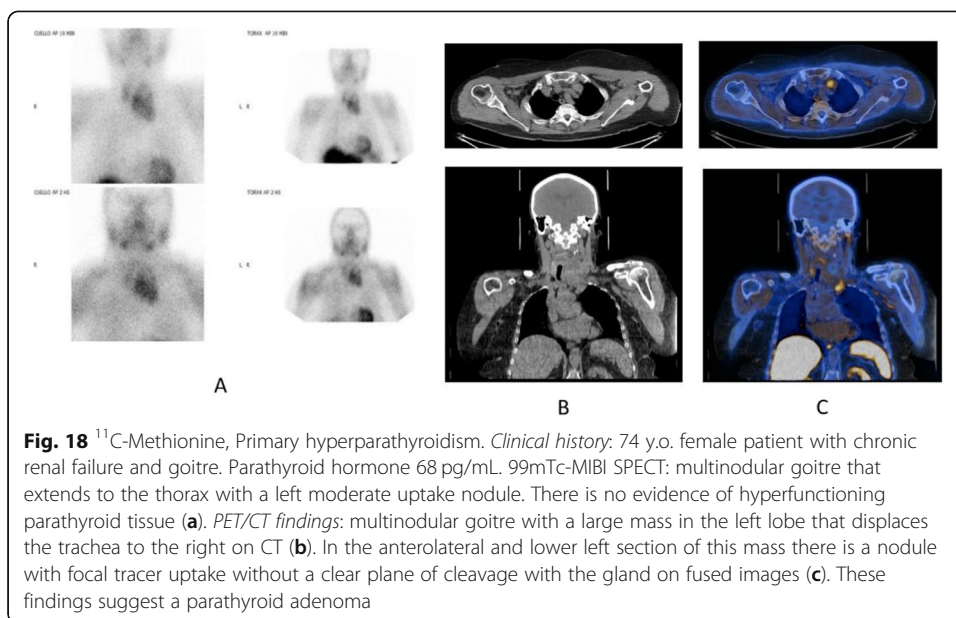 CUELLO AP 10 MIBI
TORAX AP 10 MIBI
R
L R
CUELLO AP 2 HS
TORAX AP 2 HS
R
L R
A
B
C
Fig. 18 ¹¹C-Methionine, Primary hyperparathyroidism. Clinical history: 74 y.o. female patient with chronic
renal failure and goitre. Parathyroid hormone 68 pg/mL. 99mTc-MIBI SPECT: multinodular goitre that
extends to the thorax with a left moderate uptake nodule. There is no evidence of hyperfunctioning
parathyroid tissue (a). PET/CT findings: multinodular goitre with a large mass in the left lobe that displaces
the trachea to the right on CT (b). In the anterolateral and lower left section of this mass there is a nodule
with focal tracer uptake without a clear plane of cleavage with the gland on fused images (c). These
findings suggest a parathyroid adenoma